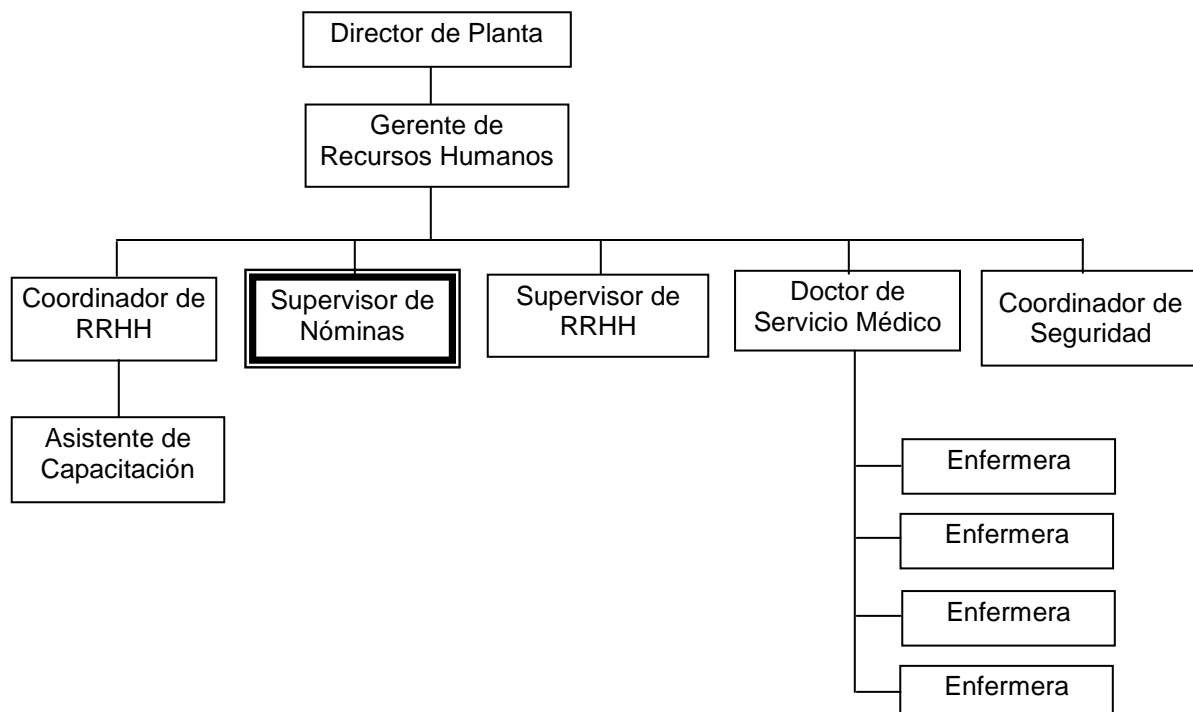 Director de Planta
Gerente de
Recursos Humanos
Coordinador de
RRHH
Supervisor de
Nóminas
Supervisor de
RRHH
Doctor de
Servicio Médico
Coordinador de
Seguridad
Asistente de
Capacitación
Enfermera
Enfermera
Enfermera
Enfermera